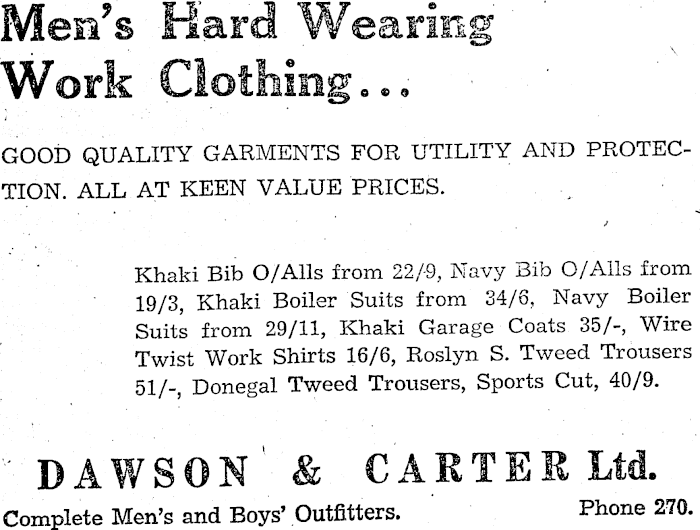 Men's Hard Wearing
Work Clothing...
GOOD QUALITY GARMENTS FOR UTILITY AND PROTEC-
TION. ALL AT KEEN VALUE PRICES.
Khaki Bib O/Alls from 22/9, Navy Bib O/Alls from
19/3, Khaki Boiler Suits from 34/6, Navy Boiler
Suits from 29/11, Khaki Garage Coats 35/-, Wire
Twist Work Shirts 16/6, Roslyn S. Tweed Trousers
51/-, Donegal Tweed Trousers, Sports Cut, 40/9.
DAWSON & CARTER Ltd.
Complete Men's and Boys' Outfitters. Phone 270.